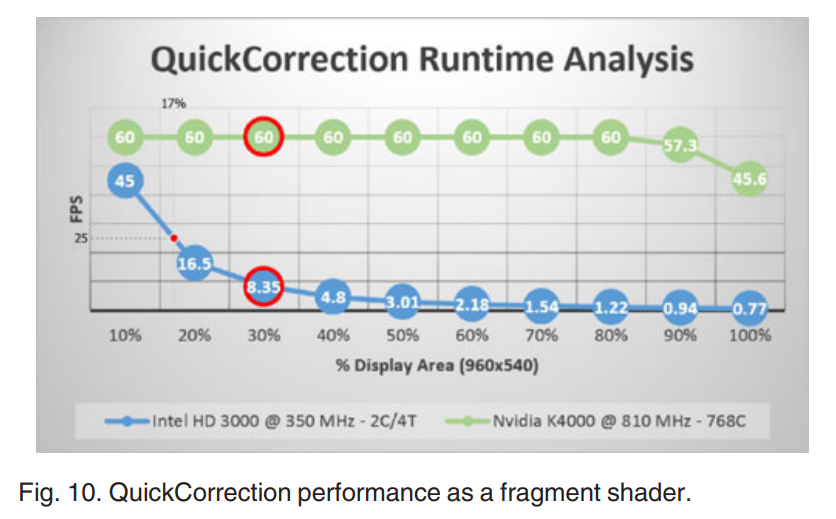 QuickCorrection Runtime Analysis
17%
60 60 60 60 60 60 60 60 57.3 45.6
45 16.5 8.35 4.8 3.01 2.18 1.54 1.22 0.94 0.77
FPS
25
10% 20% 30% 40% 50% 60% 70% 80% 90% 100%
% Display Area (960x540)
Intel HD 3000 @ 350 MHz - 2C/4T Nvidia K4000 @ 810 MHz - 768C
Fig. 10. QuickCorrection performance as a fragment shader.